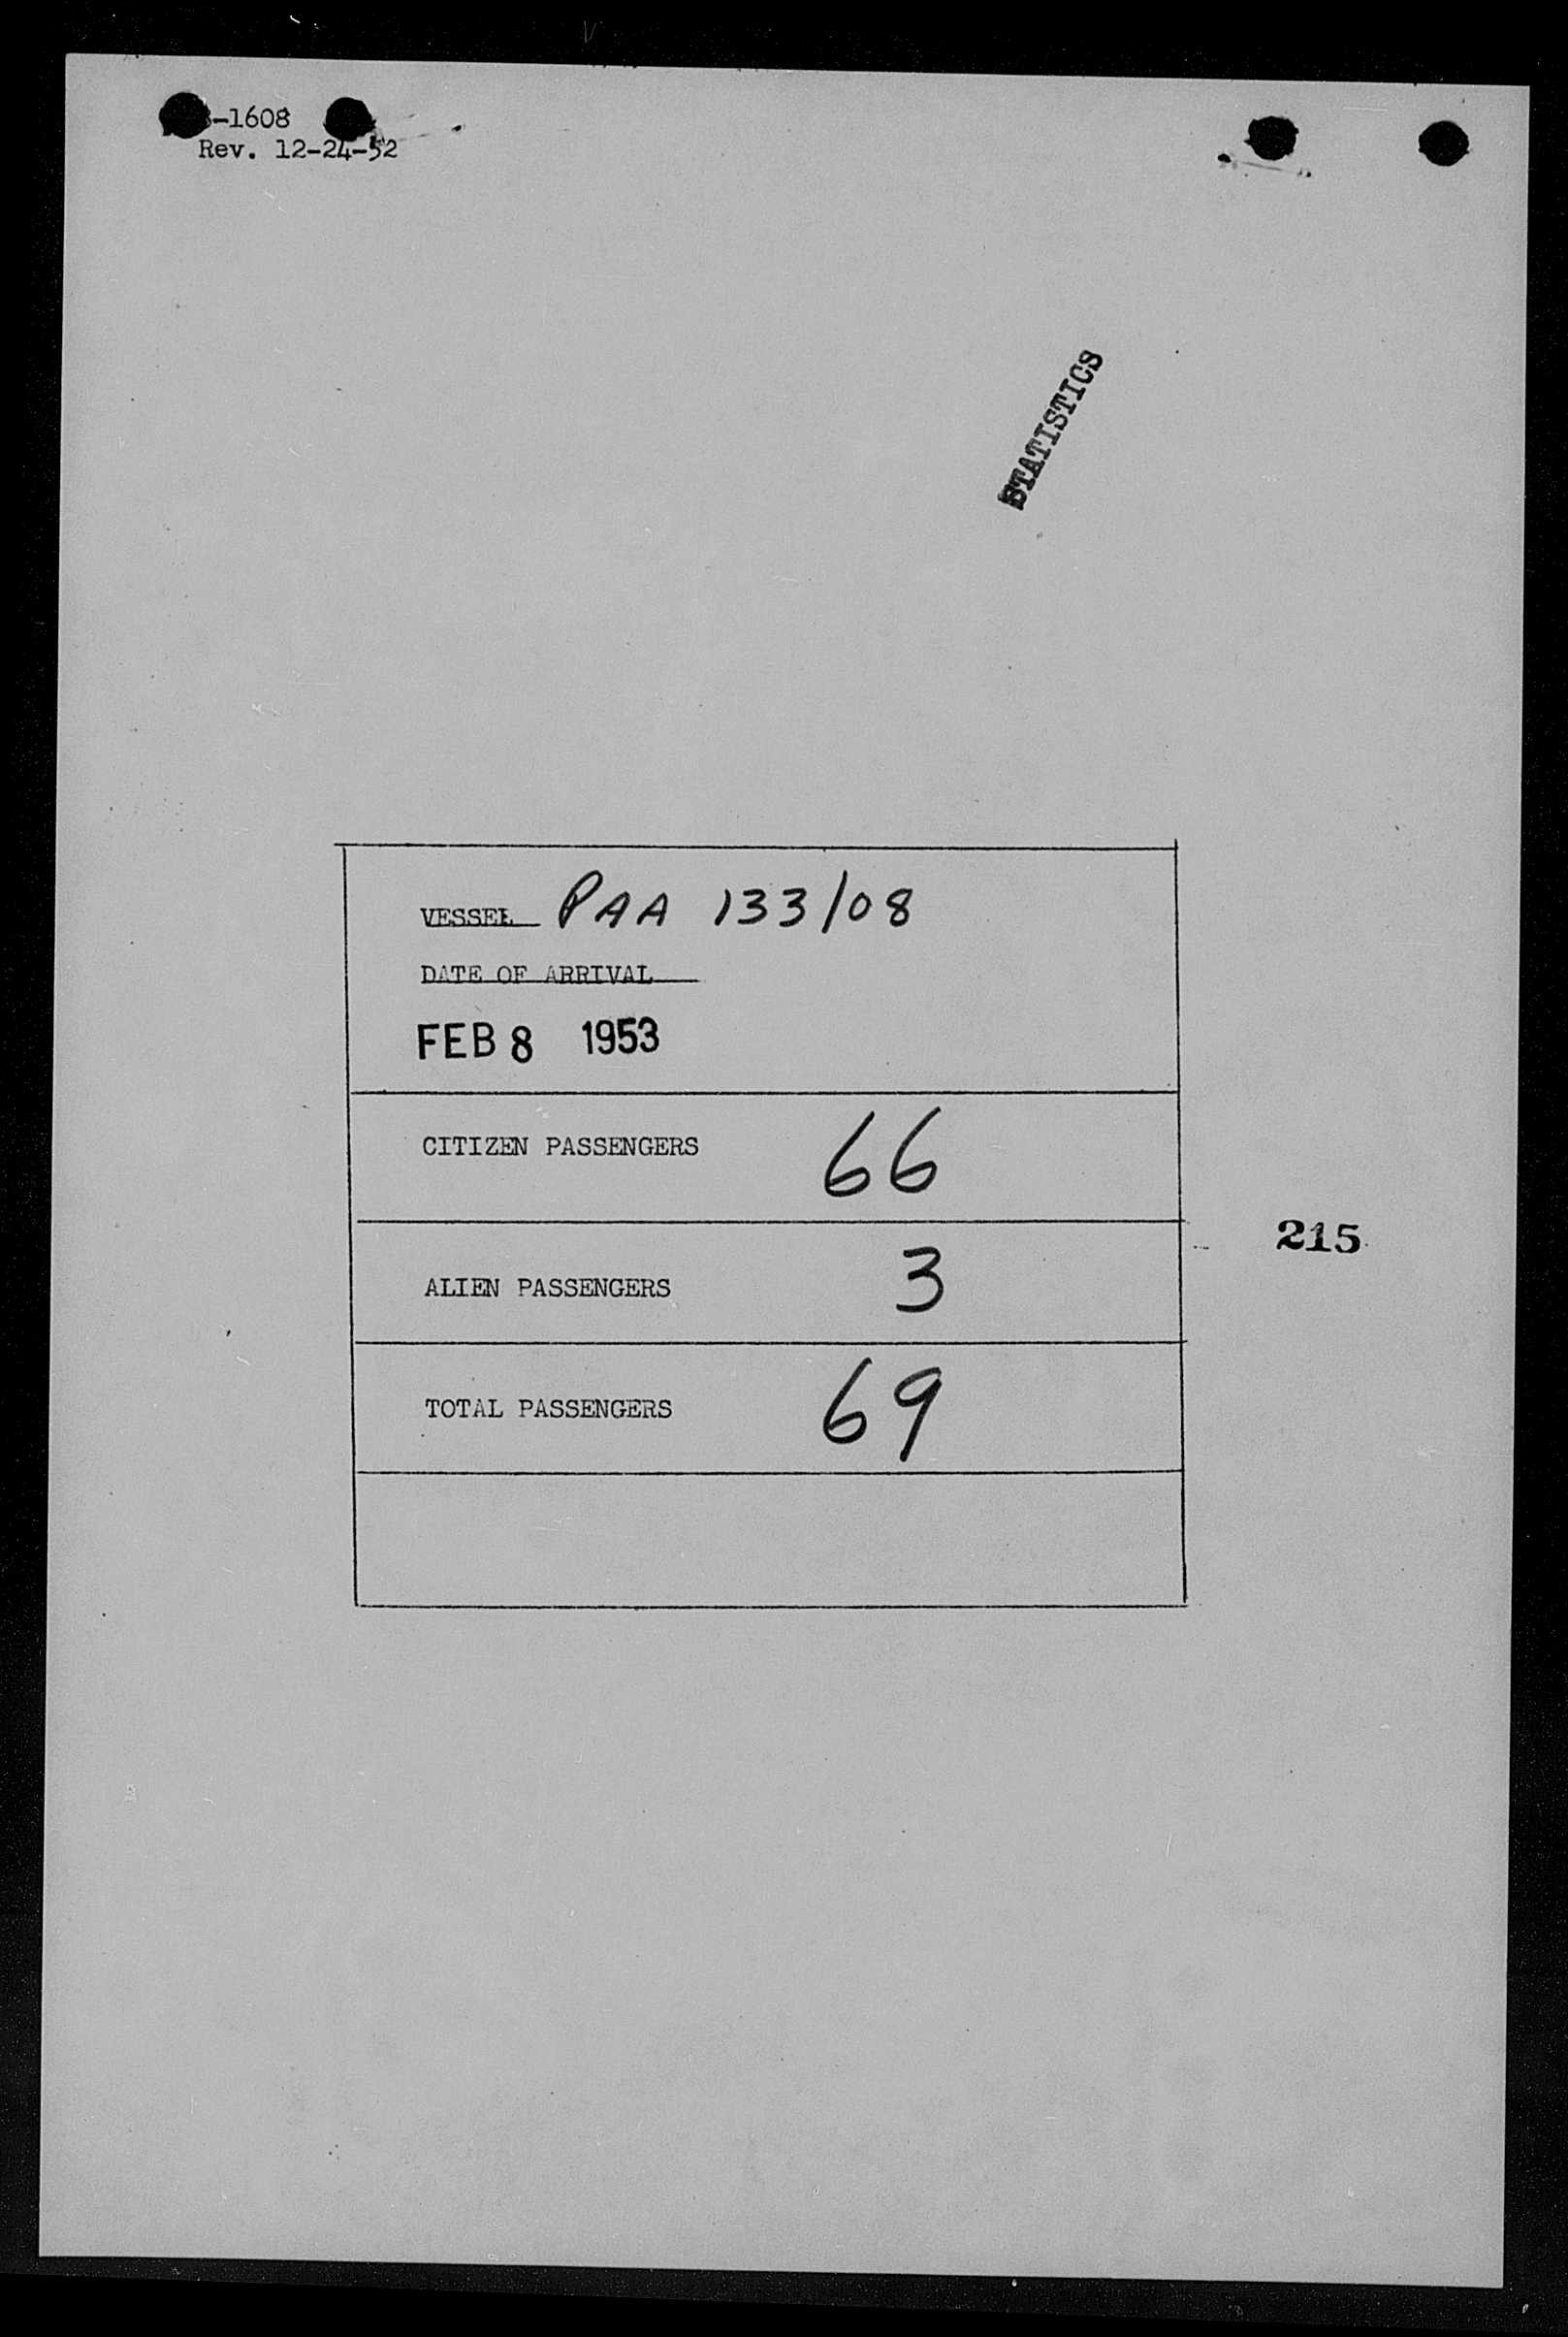 -1608
Rev. 12-24-52
STATISTICS
VESSEL PAA 133/08
DATE OF ARRIVAL
FEB 8 1953
CITIZEN PASSENGERS 66
215
ALIEN PASSENGERS 3
TOTAL PASSENGERS 69